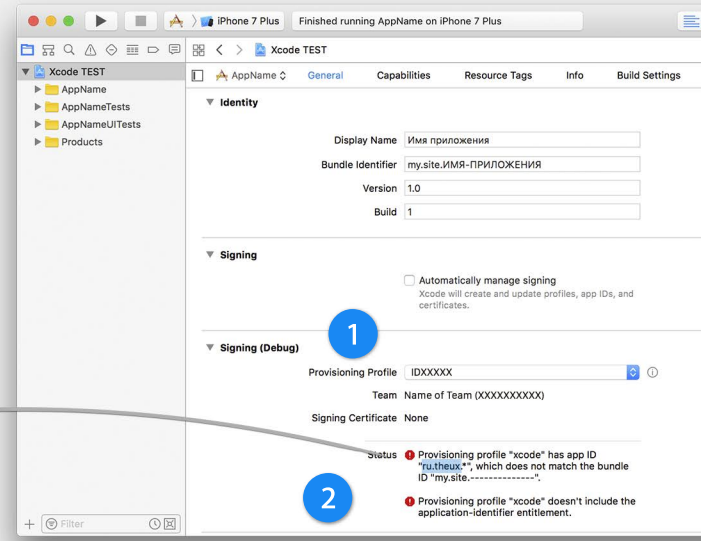 iPhone 7 Plus
Finished running AppName on iPhone 7 Plus
Xcode TEST
Xcode TEST
AppName
AppNameTests
AppNameUITests
Products
AppName
General
Capabilities
Resource Tags
Info
Build Settings
Identity
Display Name
Имя приложения
Bundle Identifier
my.site.ИМЯ-ПРИЛОЖЕНИЯ
Version
1.0
Build
1
Signing
Automatically manage signing
Xcode will create and update profiles, app IDs, and
certificates.
1
Signing (Debug)
Provisioning Profile
IDXXXXX
Team
Name of Team (XXXXXXXXXX)
Signing Certificate
None
Status
Provisioning profile "xcode" has app ID
"ru.theux.*", which does not match the bundle
ID "my.site.--------------".
2
Provisioning profile "xcode" doesn't include the
application-identifier entitlement.
Filter